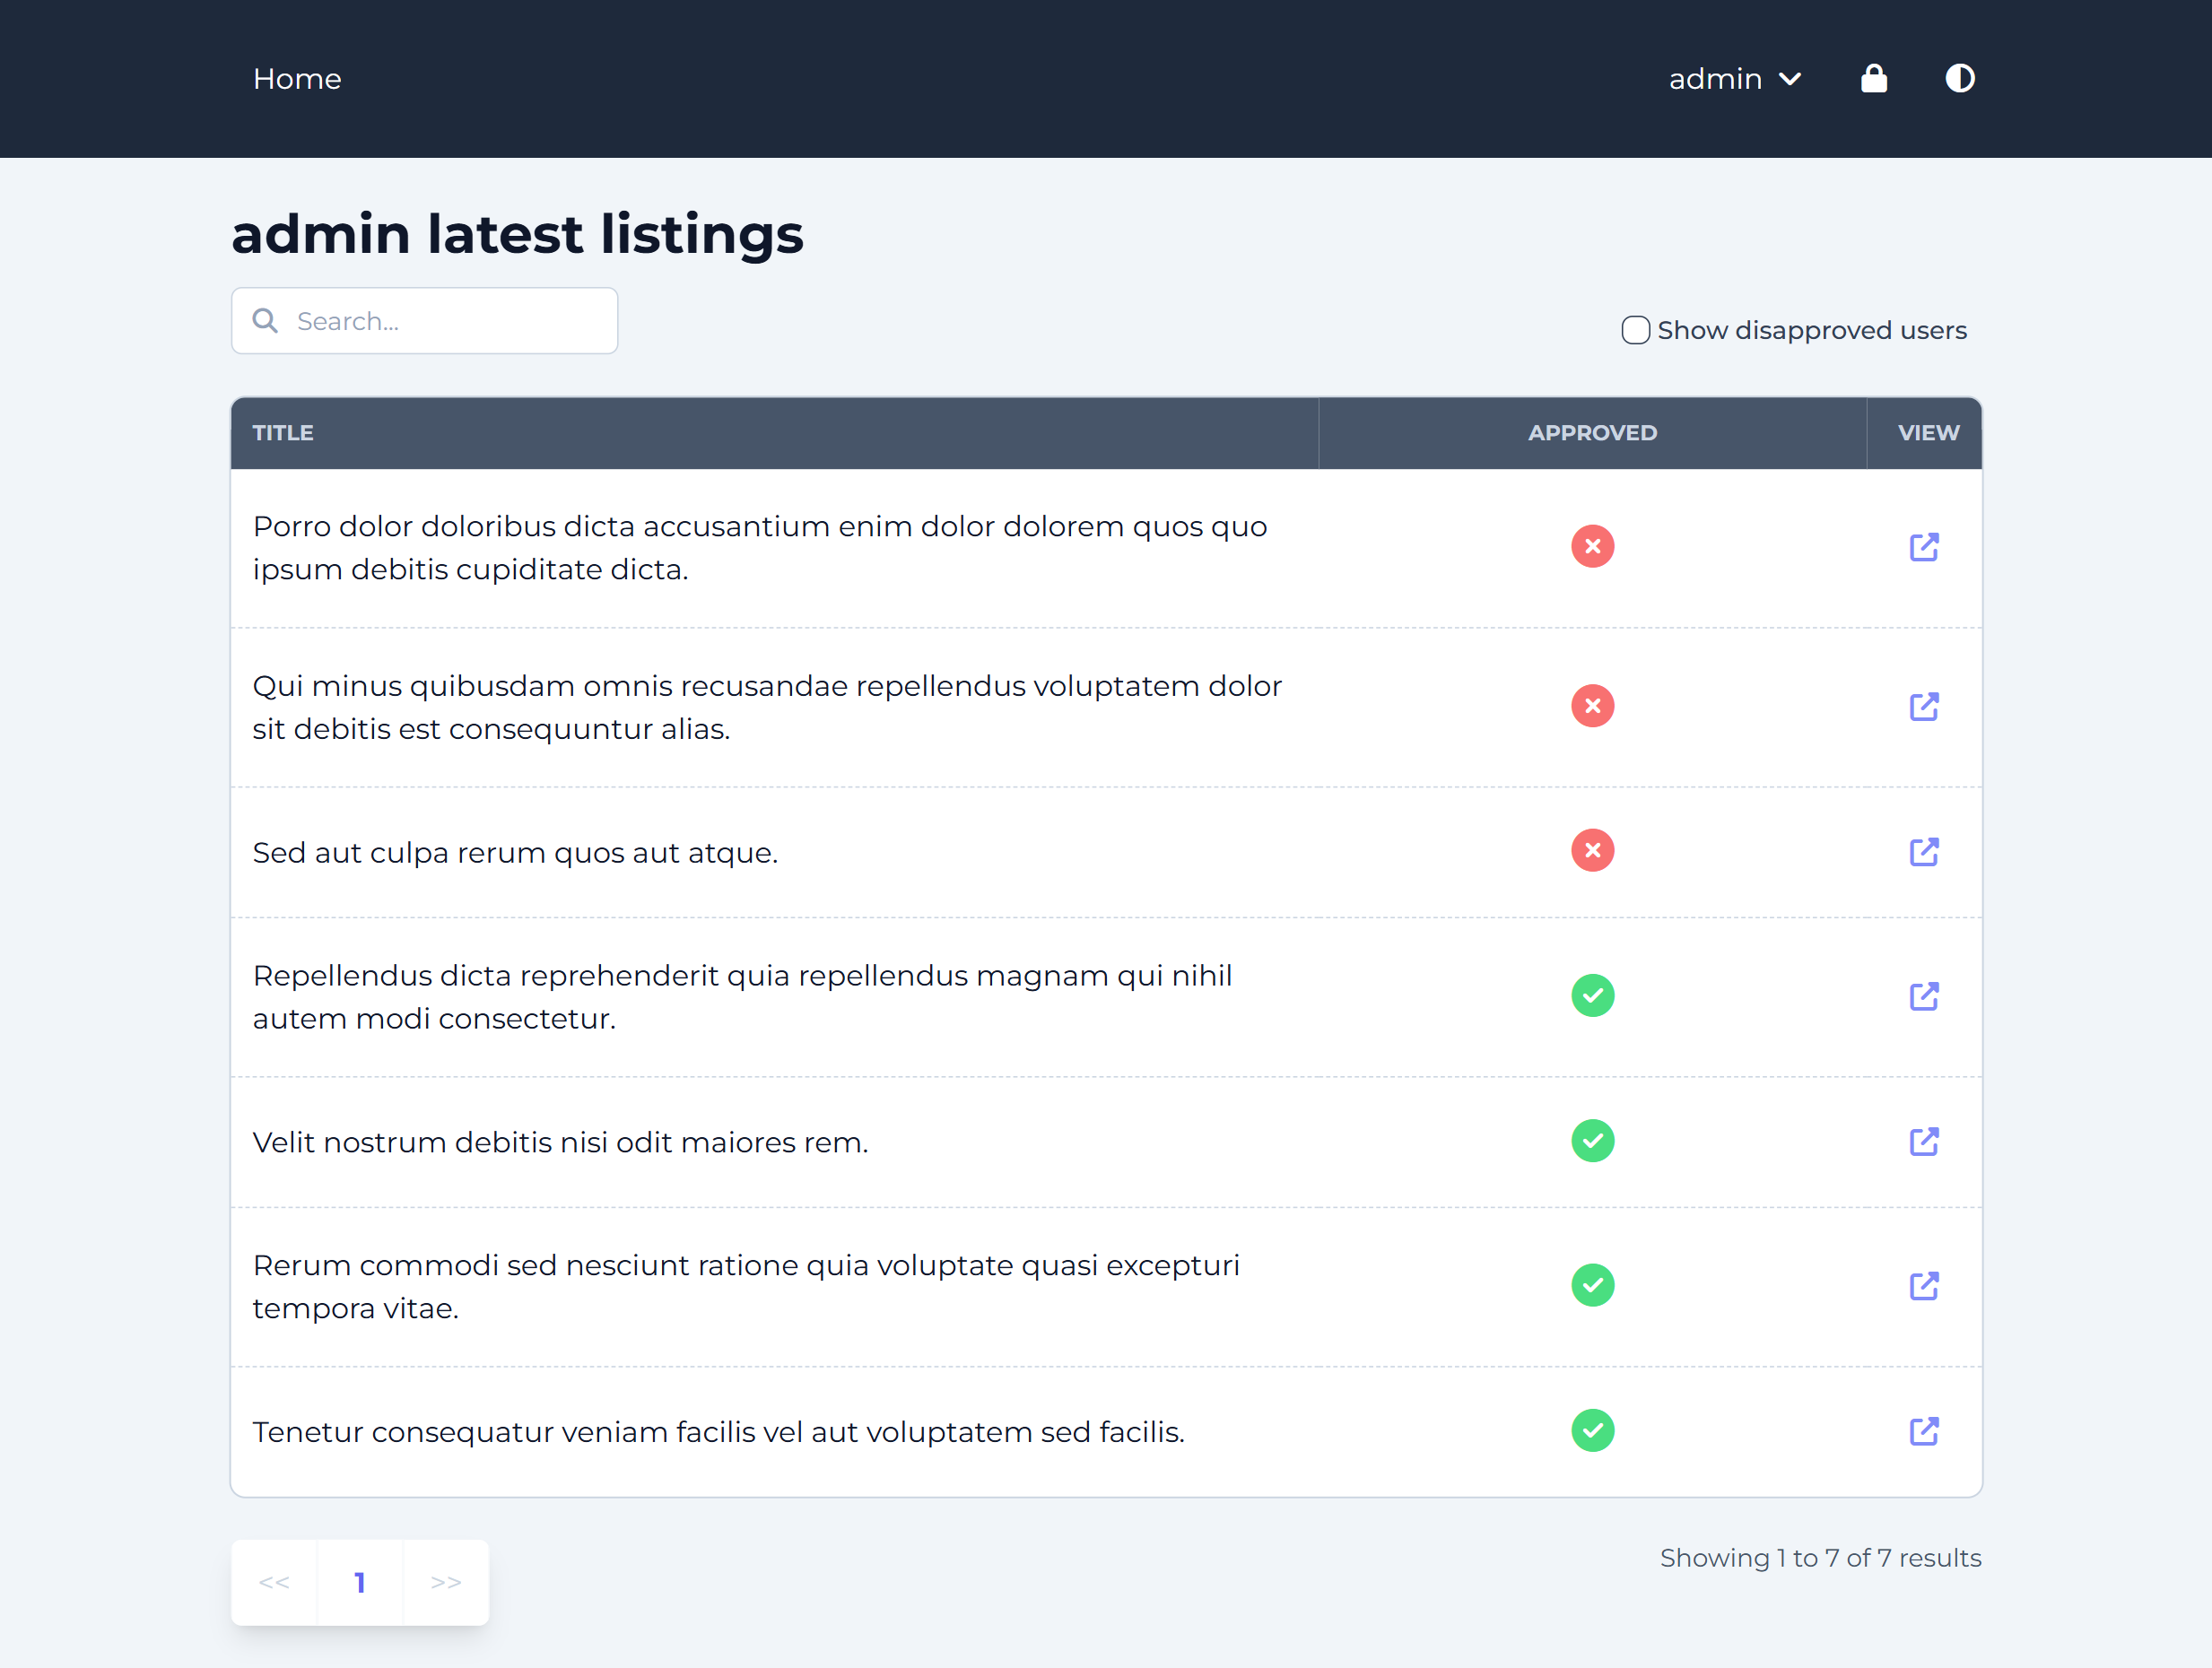 Home
admin
admin latest listings
Search...
Show disapproved users
TITLE APPROVED VIEW
Porro dolor doloribus dicta accusantium enim dolor dolorem quos quo
ipsum debitis cupiditate dicta.
Qui minus quibusdam omnis recusandae repellendus voluptatem dolor
sit debitis est consequuntur alias.
Sed aut culpa rerum quos aut atque.
Repellendus dicta reprehenderit quia repellendus magnam qui nihil
autem modi consectetur.
Velit nostrum debitis nisi odit maiores rem.
Rerum commodi sed nesciunt ratione quia voluptate quasi excepturi
tempora vitae.
Tenetur consequatur veniam facilis vel aut voluptatem sed facilis.
<< 1 >>
Showing 1 to 7 of 7 results